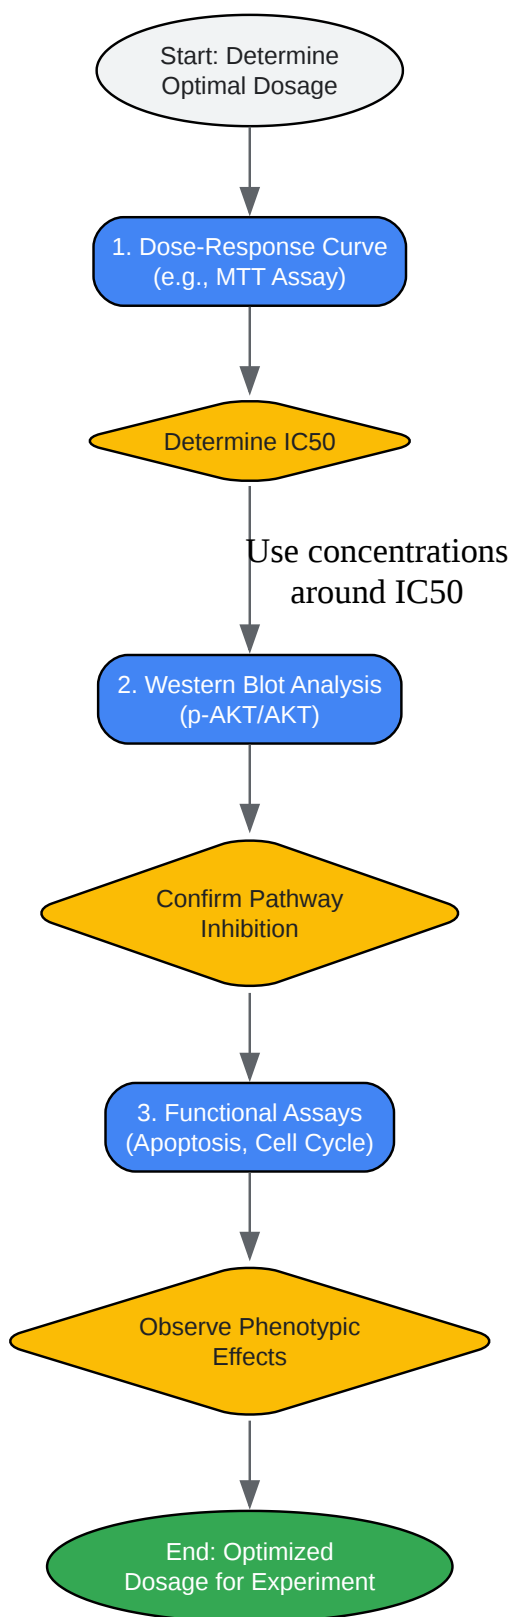 Start: Determine
Optimal Dosage
1. Dose-Response Curve
(e.g., MTT Assay)
Determine IC50
Use concentrations
around IC50
2. Western Blot Analysis
(p-AKT/AKT)
Confirm Pathway
Inhibition
3. Functional Assays
(Apoptosis, Cell Cycle)
Observe Phenotypic
Effects
End: Optimized
Dosage for Experiment